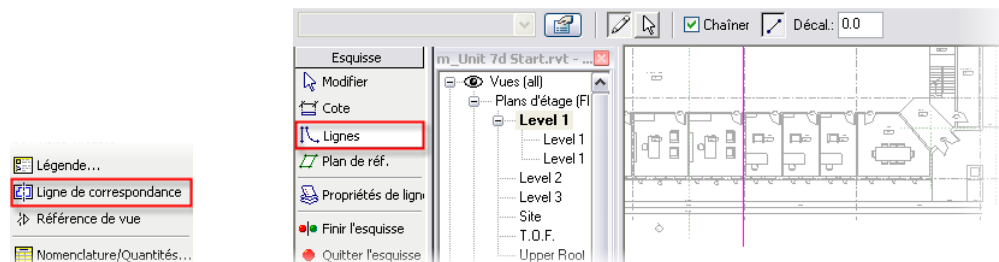 Légende...
Ligne de correspondance
Référence de vue
Nomenclature/Quantités...
Chaîner
Décal.: 0.0
Esquisse
Modifier
Cote
Lignes
Plan de réf.
Propriétés de lign
Finir l'esquisse
Quitter l'esquisse
m_Unit 7d Start.rvt - ...
Vues (all)
Plans d'étage (Fl
Level 1
Level 1
Level 1
Level 2
Level 3
Site
T.O.F.
Upper Roof